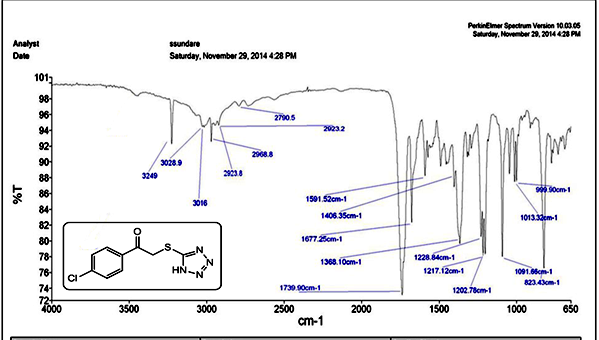 PerkinElmer Spectrum Version 10.03.05
Saturday, November 29, 2014 4:28 PM
Analyst ssundare
Date Saturday, November 29, 2014 4:28 PM
101
98
96
94
92
90
88
86
84
82
80
78
76
74
72
%T
2790.5
2923.2
3249
3028.9
3016
2923.8
2968.8
1591.52cm-1
1406.35cm-1
1677.25cm-1
1368.10cm-1
1739.90cm-1
1228.84cm-1
1217.12cm-1
1202.78cm-1
1091.66cm-1
823.43cm-1
999.90cm-1
1013.32cm-1
O
S
N
N
N
HN
Cl
4000 3500 3000 2500 2000 1500 1000 650
cm-1